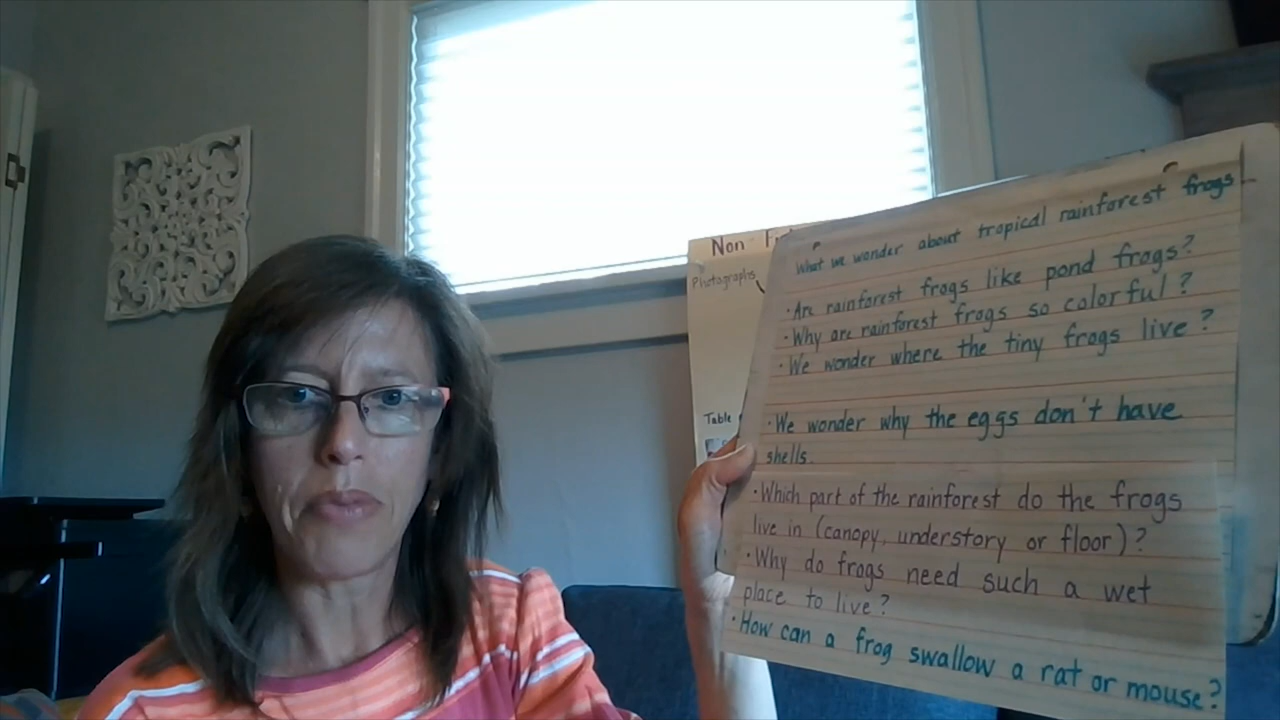 Non
Photographs
Table
What we wonder about tropical rainforest frogs
· Are rainforest frogs like pond frogs?
· Why are rainforest frogs so colorful?
· We wonder where the tiny frogs live?
· We wonder why the eggs don't have
shells.
· Which part of the rainforest do the frogs
live in (canopy, understory or floor)?
· Why do frogs need such a wet
place to live?
· How can a frog swallow a rat or mouse?